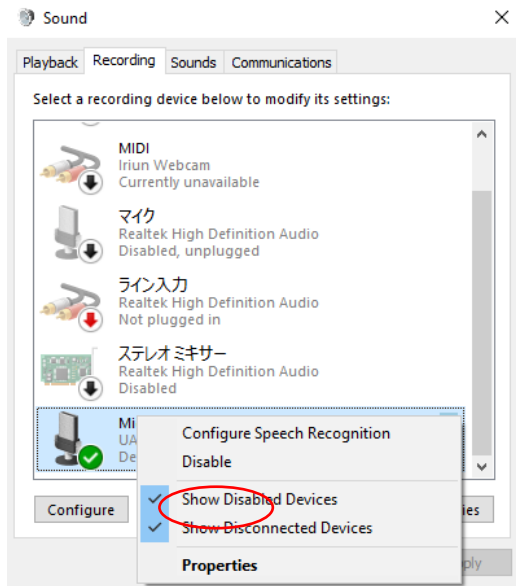 Sound
Playback Recording Sounds Communications
Select a recording device below to modify its settings:
MIDI
Iriun Webcam
Currently unavailable
マイク
Realtek High Definition Audio
Disabled, unplugged
ライン入力
Realtek High Definition Audio
Not plugged in
ステレオ ミキサー
Realtek High Definition Audio
Disabled
Configure Speech Recognition
Disable
Show Disabled Devices
Configure
Show Disconnected Devices
Properties